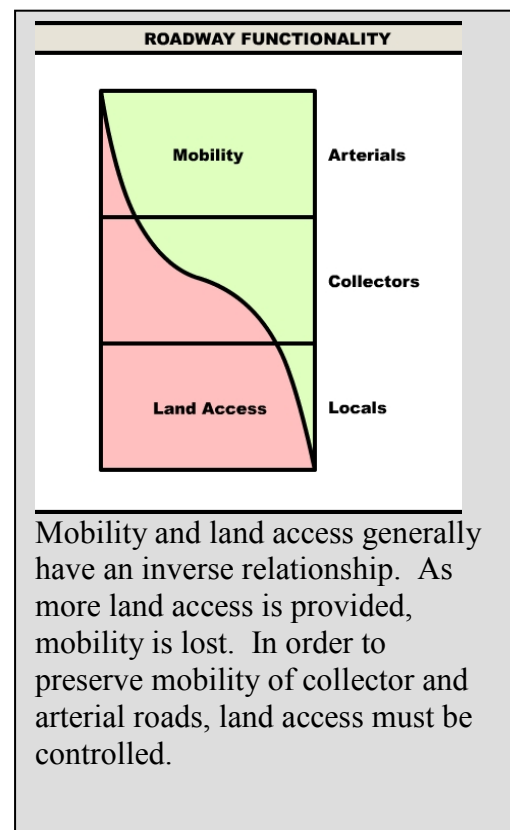 ROADWAY FUNCTIONALITY
Mobility
Arterials
Collectors
Land Access
Locals
Mobility and land access generally
have an inverse relationship.  As
more land access is provided,
mobility is lost.  In order to
preserve mobility of collector and
arterial roads, land access must be
controlled.